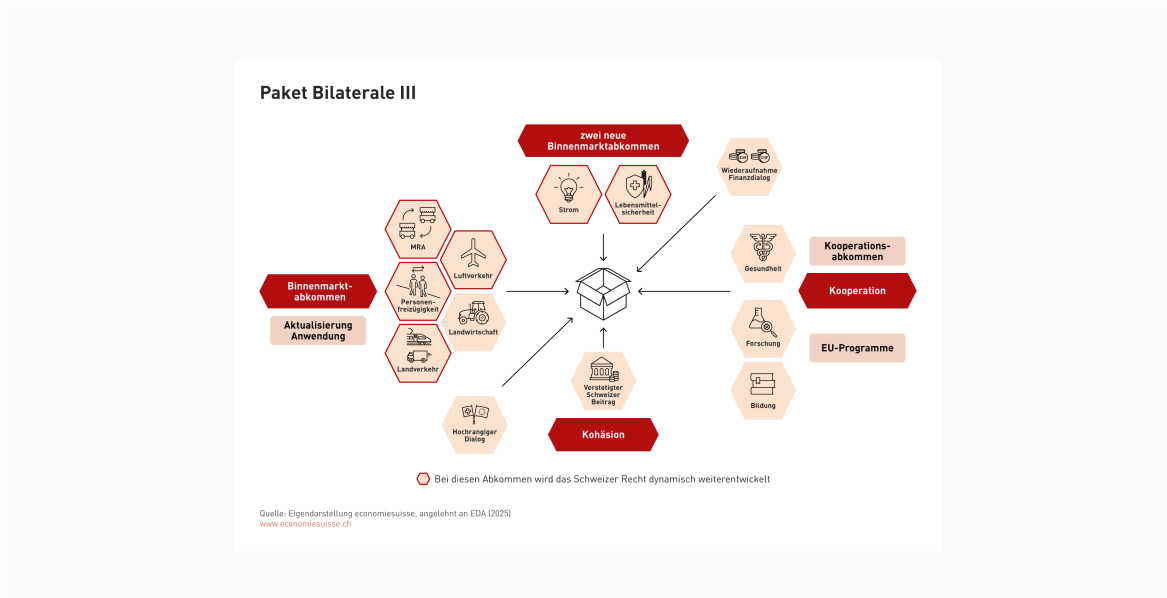 Paket Bilaterale III
zwei neue
Binnenmarktabkommen
Strom
Lebensmittel-
sicherheit
EUR
CHF
Wiederaufnahme
Finanzdialog
MRA
Luftverkehr
Binnenmarkt-
abkommen
Aktualisierung
Anwendung
Personen-
freizügigkeit
Landwirtschaft
Landverkehr
Gesundheit
Kooperations-
abkommen
Kooperation
Forschung
EU-Programme
Bildung
Verstetigter
Schweizer
Beitrag
Kohäsion
Hochrangiger
Dialog
Bei diesen Abkommen wird das Schweizer Recht dynamisch weiterentwickelt
Quelle: Eigendarstellung economiesuisse, angelehnt an EDA (2025)
www.economiesuisse.ch